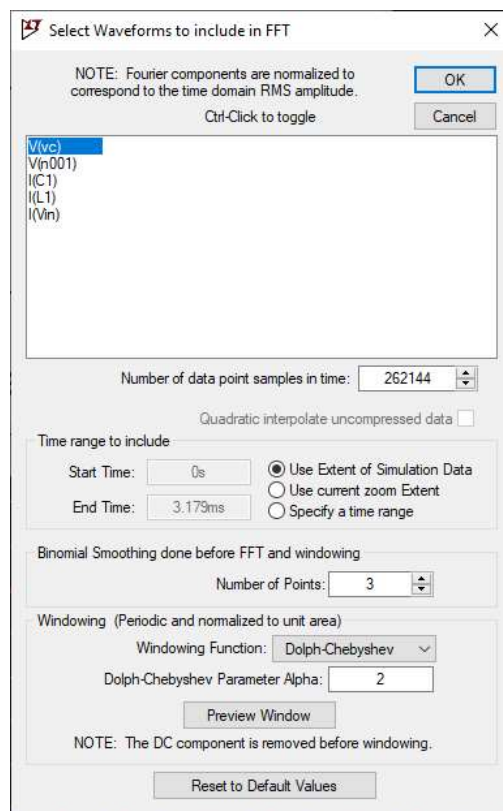 Select Waveforms to include in FFT
NOTE: Fourier components are normalized to
correspond to the time domain RMS amplitude.
OK
Ctrl-Click to toggle
Cancel
V(vc)
V(n001)
I(C1)
I(L1)
I(Vin)
Number of data point samples in time: 262144
Quadratic interpolate uncompressed data
Time range to include
Start Time: 0s
Use Extent of Simulation Data
Use current zoom Extent
End Time: 3.179ms
Specify a time range
Binomial Smoothing done before FFT and windowing
Number of Points: 3
Windowing (Periodic and normalized to unit area)
Windowing Function: Dolph-Chebyshev
Dolph-Chebyshev Parameter Alpha: 2
Preview Window
NOTE: The DC component is removed before windowing.
Reset to Default Values